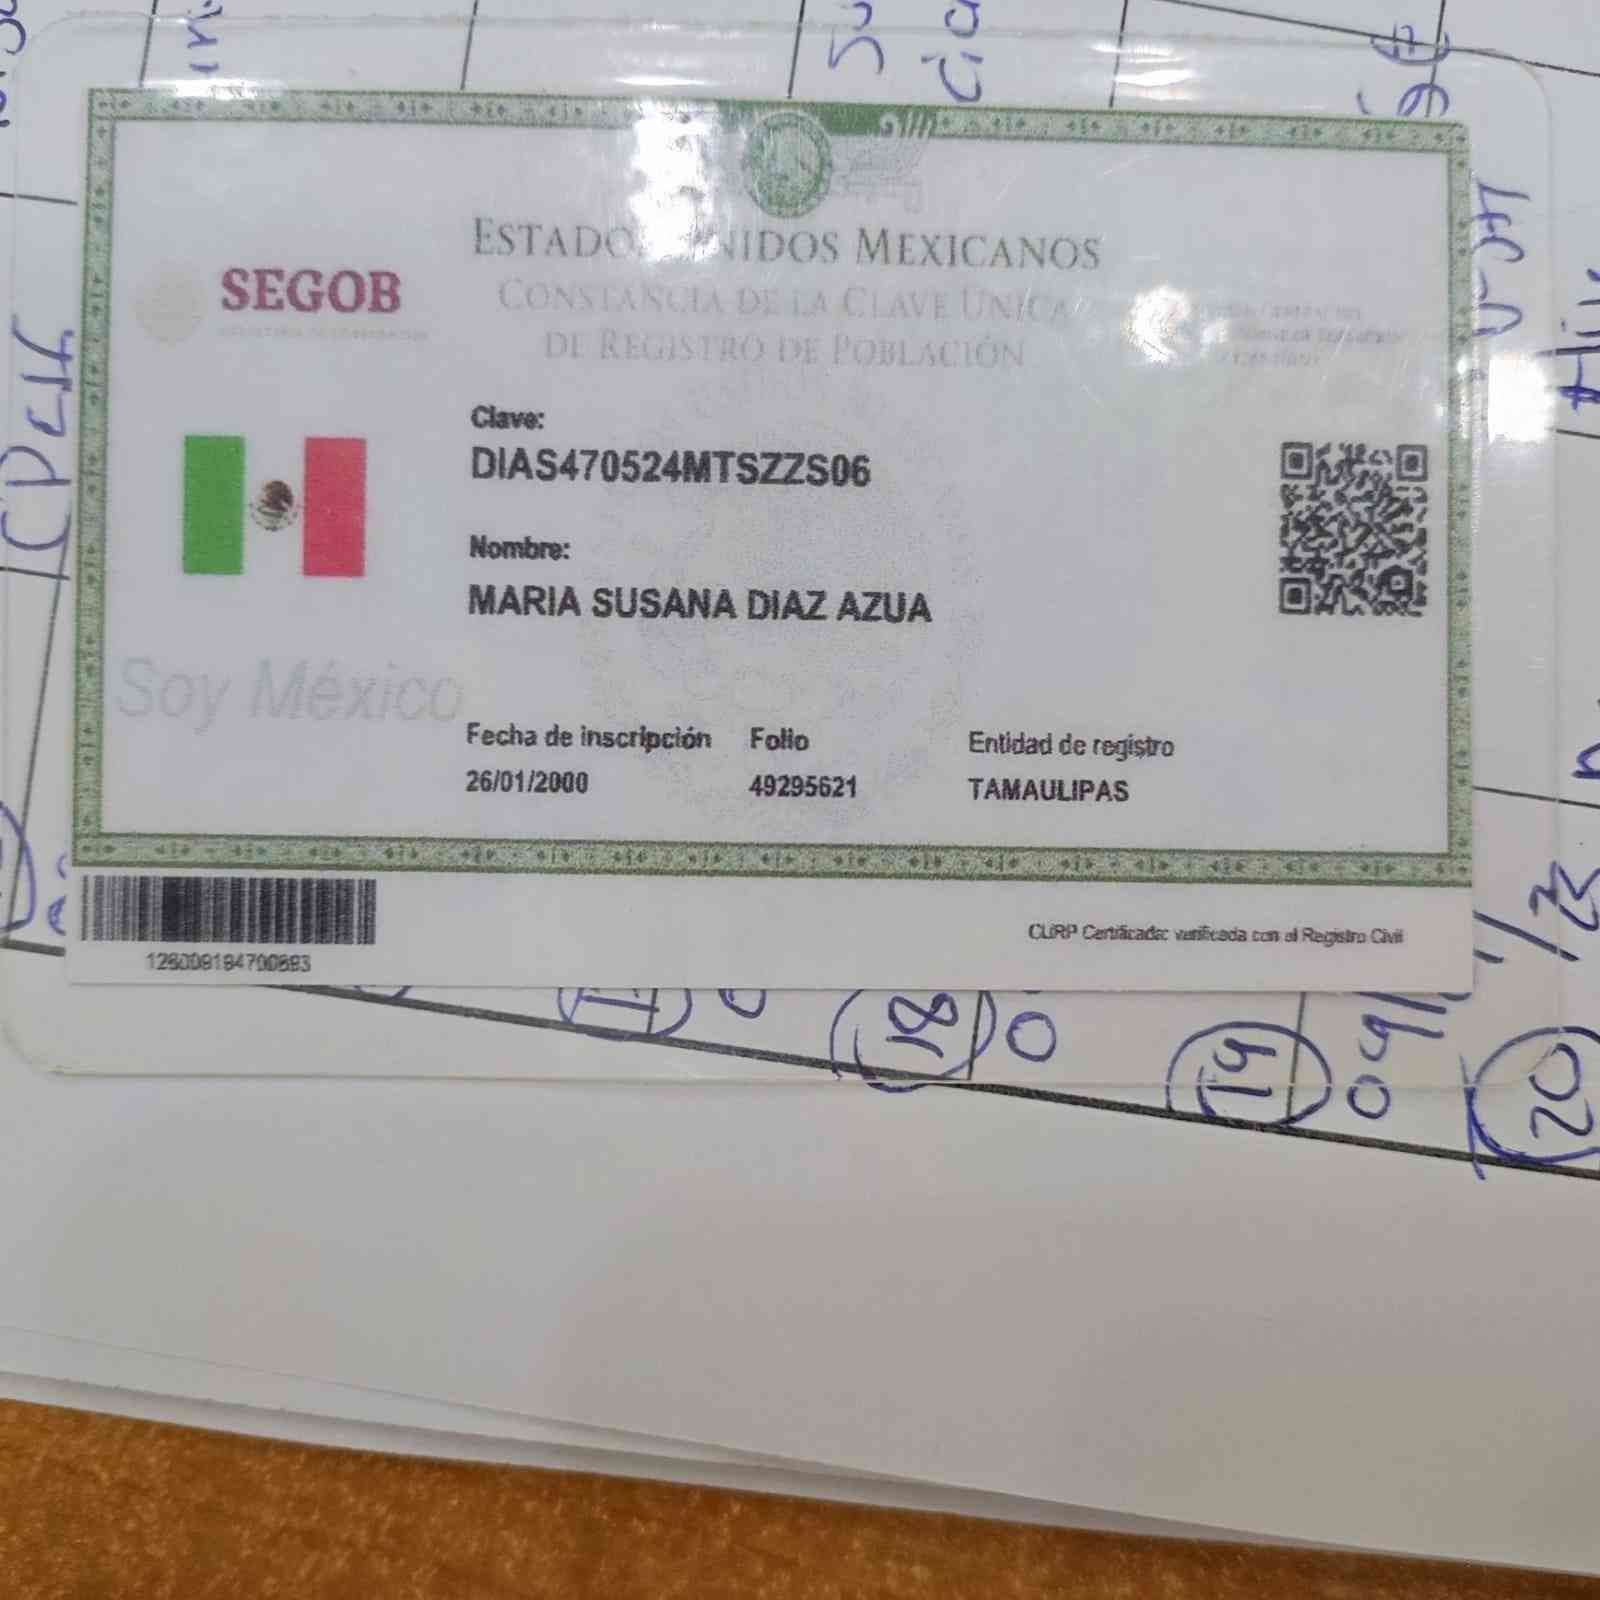 ESTADOS UNIDOS MEXICANOS
SEGOB
CONSTANCIA DE LA CLAVE ÚNICA
DE REGISTRO DE POBLACIÓN
Clave:
DIAS470524MTSZZS06
Nombre:
MARIA SUSANA DIAZ AZUA
Soy México
Fecha de inscripción Folio Entidad de registro
26/01/2000 49295621 TAMAULIPAS
CURP Certificada: verificada con el Registro Civil
18
19
20